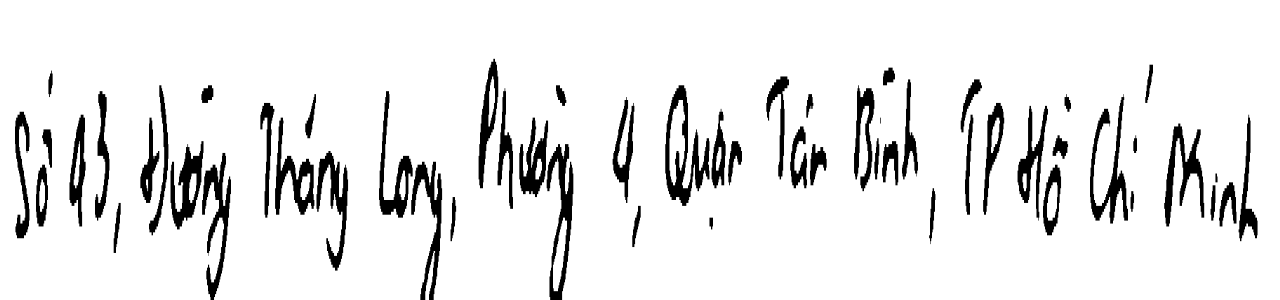 Số 43, Đường Thăng Long, Phường 4, Quận Tân Bình, TP Hồ Chí Minh